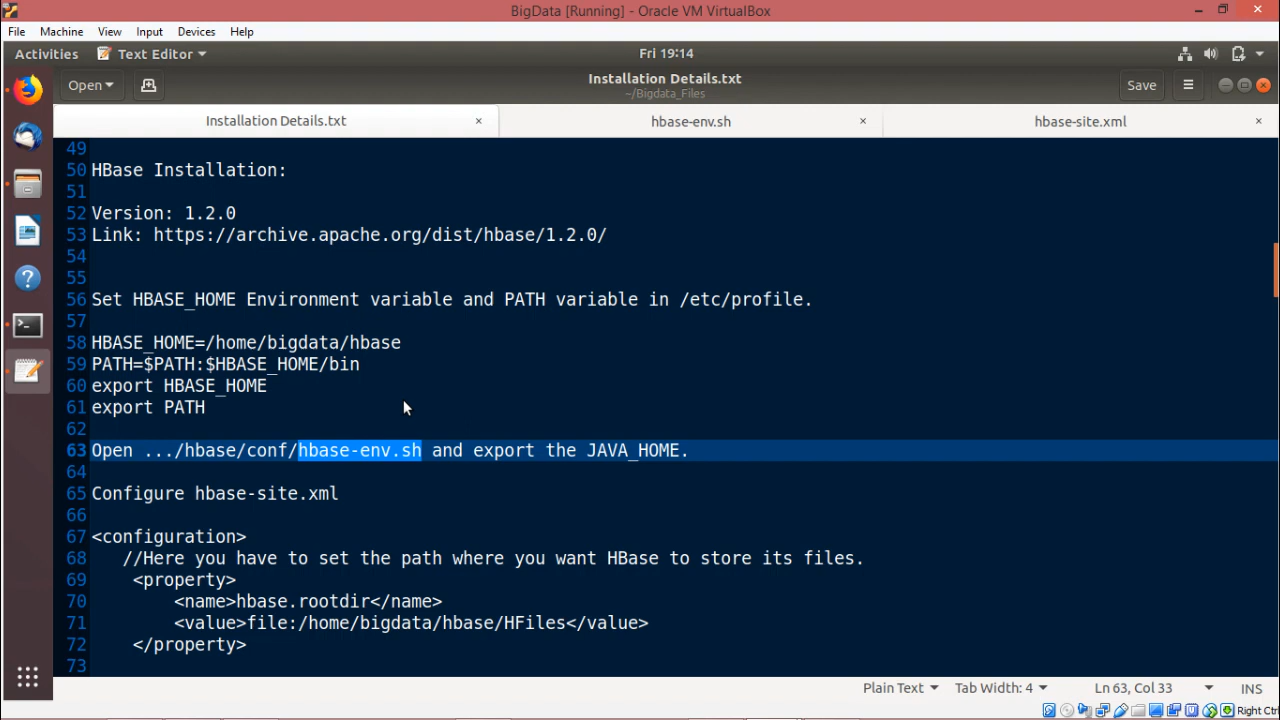 BigData [Running] - Oracle VM VirtualBox
File Machine View Input Devices Help
Activities Text Editor Fri 19:14
Open Installation Details.txt Save
~/Bigdata_Files
Installation Details.txt × hbase-env.sh × hbase-site.xml ×
49
50 HBase Installation:
51
52 Version: 1.2.0
53 Link: https://archive.apache.org/dist/hbase/1.2.0/
54
55
56 Set HBASE_HOME Environment variable and PATH variable in /etc/profile.
57
58 HBASE_HOME=/home/bigdata/hbase
59 PATH=$PATH:$HBASE_HOME/bin
60 export HBASE_HOME
61 export PATH
62
63 Open .../hbase/conf/hbase-env.sh and export the JAVA_HOME.
64
65 Configure hbase-site.xml
66
67 <configuration>
68 //Here you have to set the path where you want HBase to store its files.
69 <property>
70 <name>hbase.rootdir</name>
71 <value>file:/home/bigdata/hbase/HFiles</value>
72 </property>
73
Plain Text Tab Width: 4 Ln 63, Col 33 INS
Right Ctrl